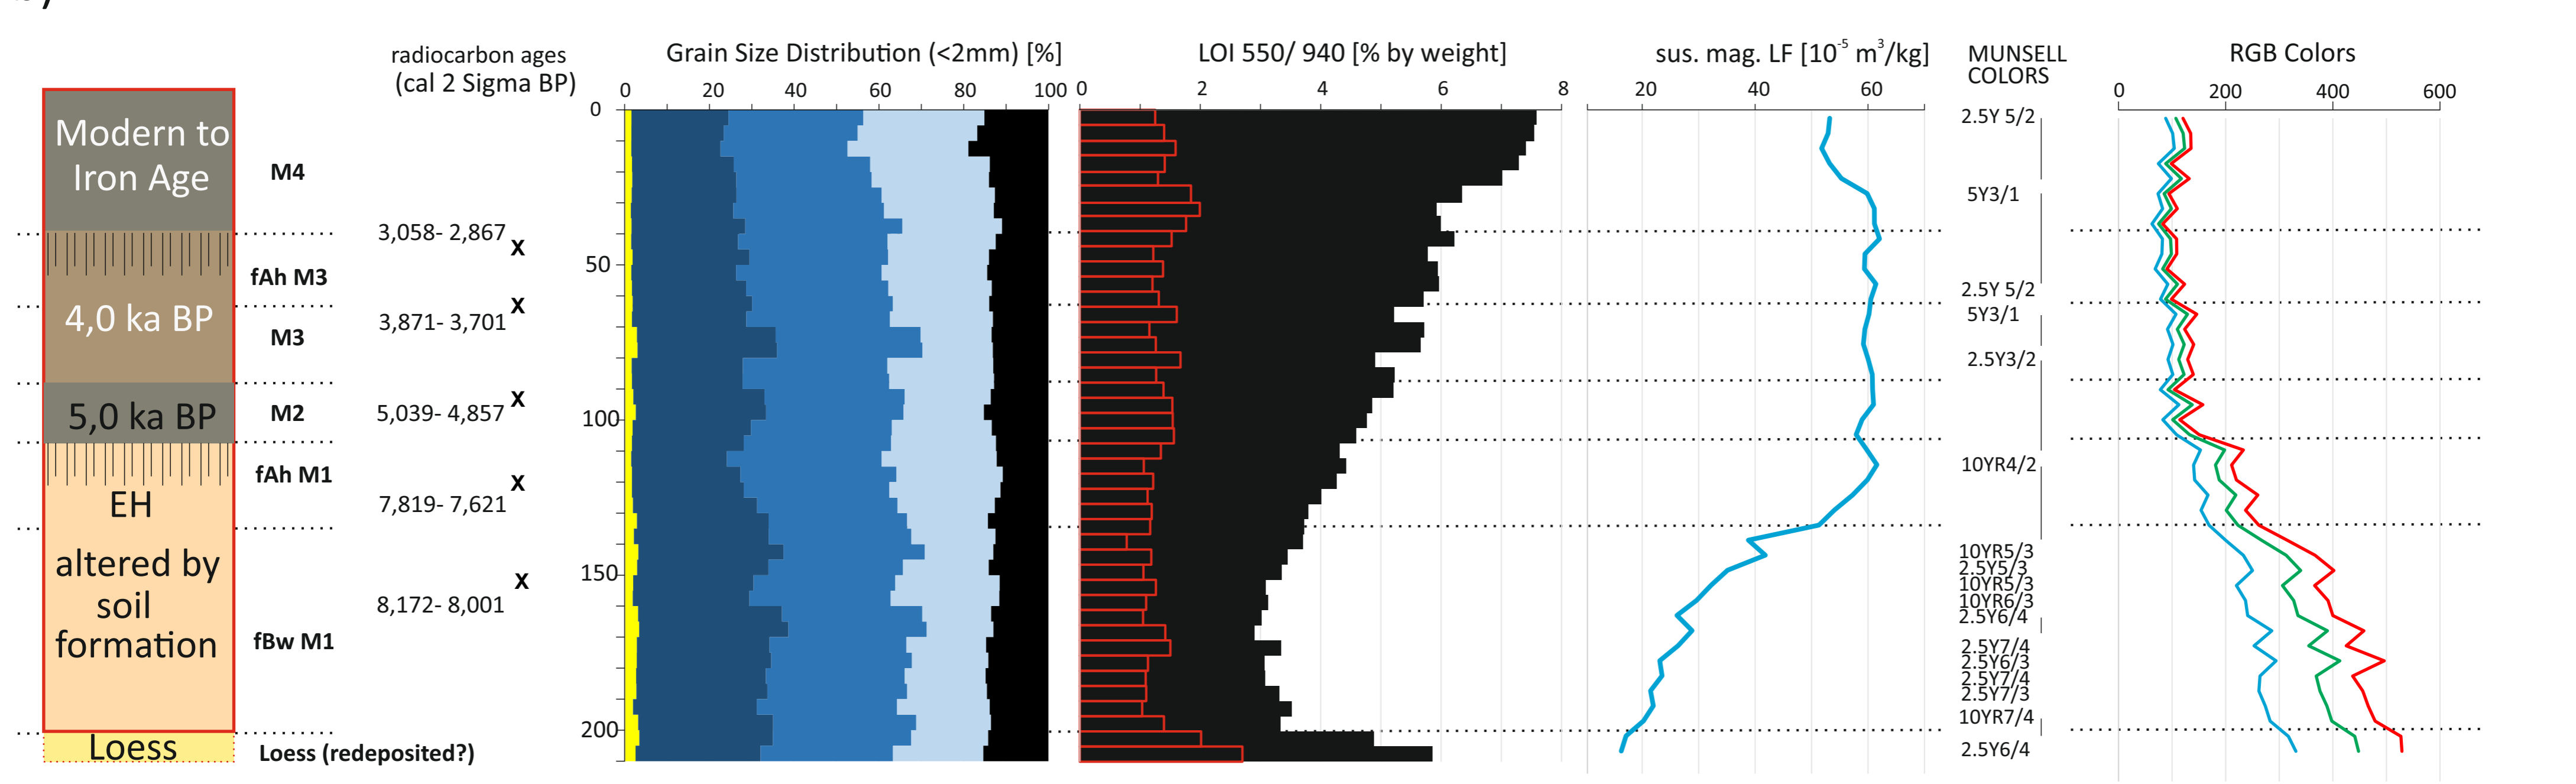 radiocarbon ages
(cal 2 Sigma BP)
Grain Size Distribution (<2mm) [%]
LOI 550/ 940 [% by weight]
sus. mag. LF [10-5 m3/kg]
MUNSELL
COLORS
RGB Colors
0 20 40 60 80 100
0 2 4 6 8
20 40 60
0 200 400 600
0
50
100
150
200
Modern to
Iron Age
4,0 ka BP
5,0 ka BP
EH
altered by
soil
formation
Loess
M4
fAh M3
M3
M2
fAh M1
fBw M1
Loess (redeposited?)
3,058- 2,867
X
X
3,871- 3,701
X
5,039- 4,857
X
7,819- 7,621
X
8,172- 8,001
2.5Y 5/2
5Y3/1
2.5Y 5/2
5Y3/1
2.5Y3/2
10YR4/2
10YR5/3
2.5Y5/3
10YR5/3
10YR6/3
2.5Y6/4
2.5Y7/4
2.5Y6/3
2.5Y7/4
2.5Y7/3
10YR7/4
2.5Y6/4